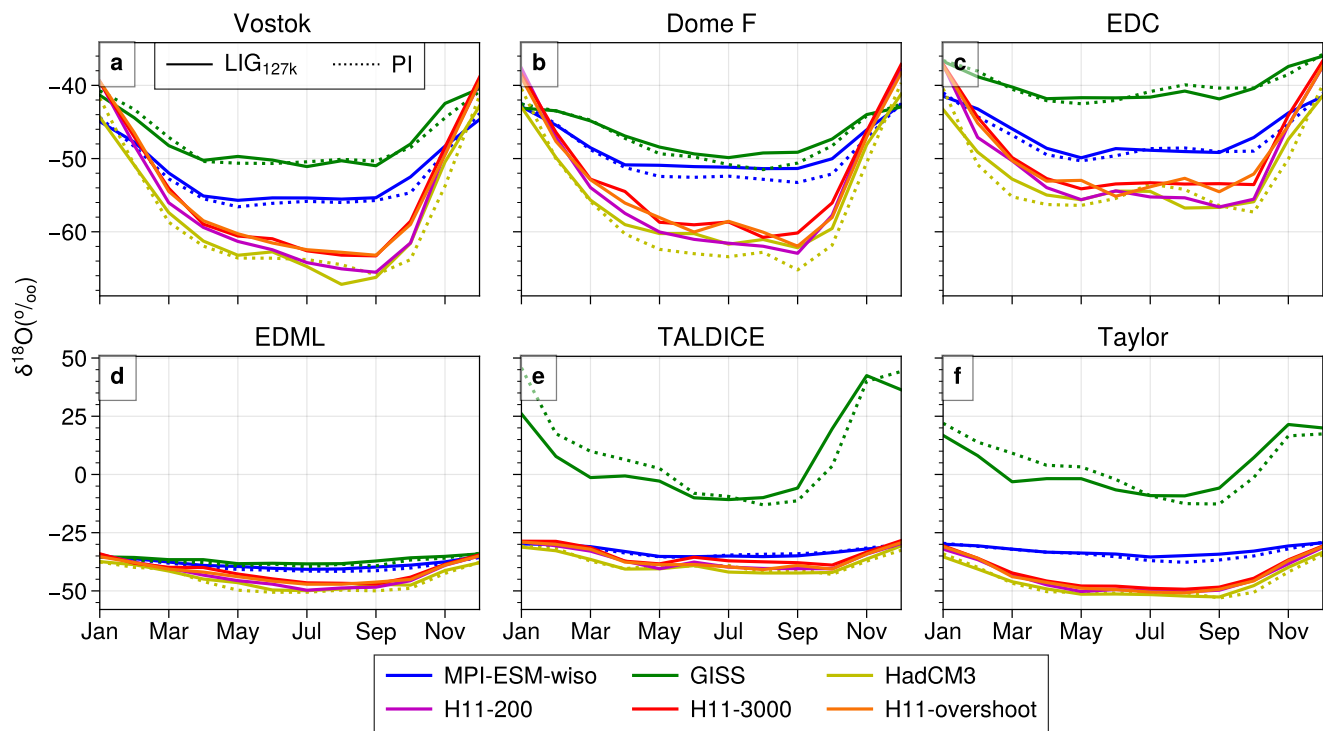 Vostok Dome F EDC
a LIG127k PI b c
−40
−50
−60
δ18O(º/ₒₒ)
EDML TALDICE Taylor
d e f
50
25
0
−25
−50
Jan Mar May Jul Sep Nov Jan Mar May Jul Sep Nov Jan Mar May Jul Sep Nov
MPI-ESM-wiso GISS HadCM3
H11-200 H11-3000 H11-overshoot